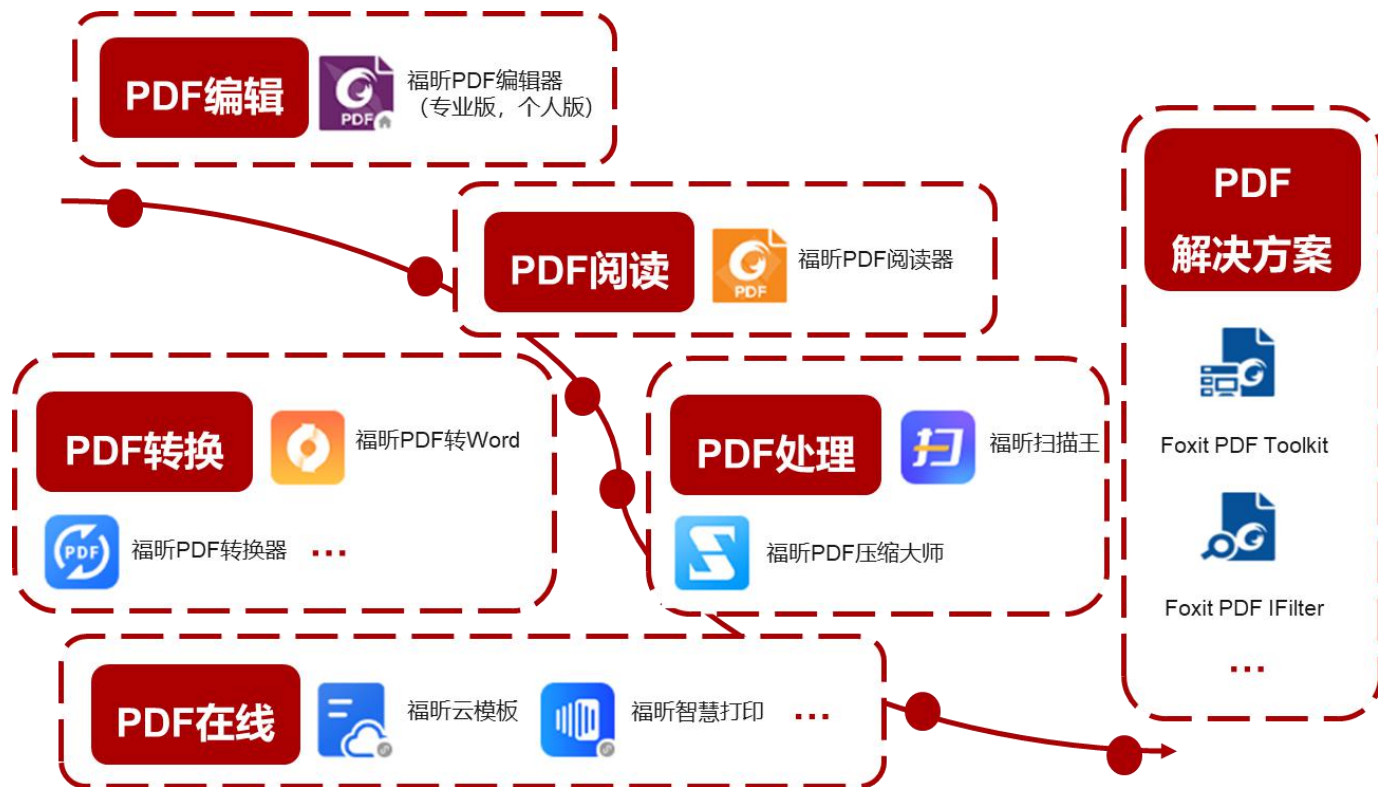 PDF编辑
PDF
福昕PDF编辑器
（专业版，个人版）
PDF阅读
PDF
福昕PDF阅读器
PDF
解决方案
Foxit PDF Toolkit
Foxit PDF IFilter
...
PDF转换
福昕PDF转Word
PDF
福昕PDF转换器
...
PDF处理
扫
福昕扫描王
福昕PDF压缩大师
PDF在线
福昕云模板
福昕智慧打印
...